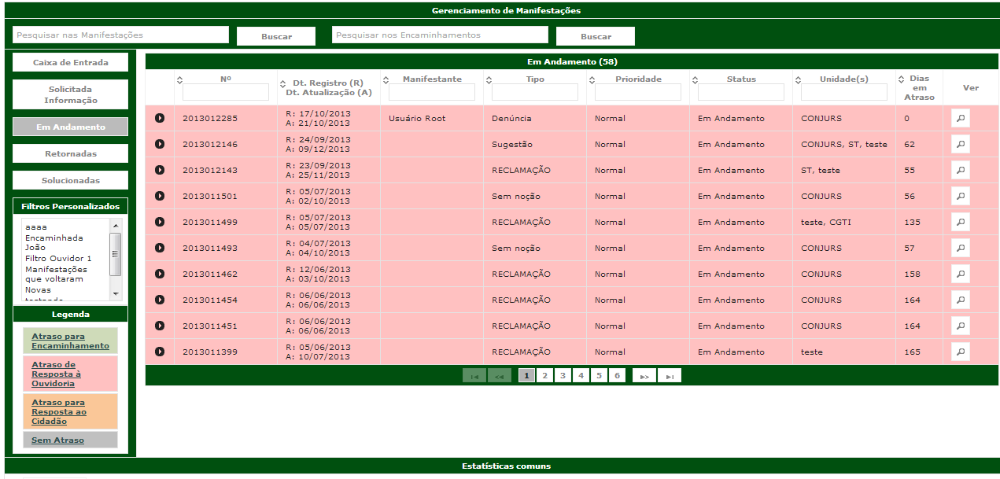 Gerenciamento de Manifestações
Pesquisar nas Manifestações Buscar Pesquisar nos Encaminhamentos Buscar
Caixa de Entrada
Solicitada
Informação
Em Andamento
Retornadas
Solucionadas
Filtros Personalizados
aaaa
Encaminhada
João
Filtro Ouvidor 1
Manifestações
que voltaram
Novas
Legenda
Atraso para
Encaminhamento
Atraso de
Resposta à
Ouvidoria
Atraso para
Resposta ao
Cidadão
Sem Atraso
Em Andamento (58)
Nº Dt. Registro (R) Manifestante Tipo Prioridade Status Unidade(s) Dias Ver
Dt. Atualização (A) em
Atraso
2013012285 R: 17/10/2013 Usuário Root Denúncia Normal Em Andamento CONJURS 0
A: 21/10/2013
2013012146 R: 24/09/2013 Sugestão Normal Em Andamento CONJURS, ST, teste 62
A: 09/12/2013
2013012143 R: 23/09/2013 RECLAMAÇÃO Normal Em Andamento ST, teste 55
A: 25/11/2013
2013011501 R: 05/07/2013 Sem noção Normal Em Andamento CONJURS 56
A: 02/10/2013
2013011499 R: 05/07/2013 RECLAMAÇÃO Normal Em Andamento teste, CGTI 135
A: 05/07/2013
2013011493 R: 04/07/2013 Sem noção Normal Em Andamento CONJURS 57
A: 04/10/2013
2013011462 R: 12/06/2013 RECLAMAÇÃO Normal Em Andamento CONJURS 158
A: 03/10/2013
2013011454 R: 06/06/2013 RECLAMAÇÃO Normal Em Andamento CONJURS 164
A: 06/06/2013
2013011451 R: 06/06/2013 RECLAMAÇÃO Normal Em Andamento CONJURS 164
A: 06/06/2013
2013011399 R: 05/06/2013 RECLAMAÇÃO Normal Em Andamento teste 165
A: 10/07/2013
1 2 3 4 5 6
Estatísticas comuns